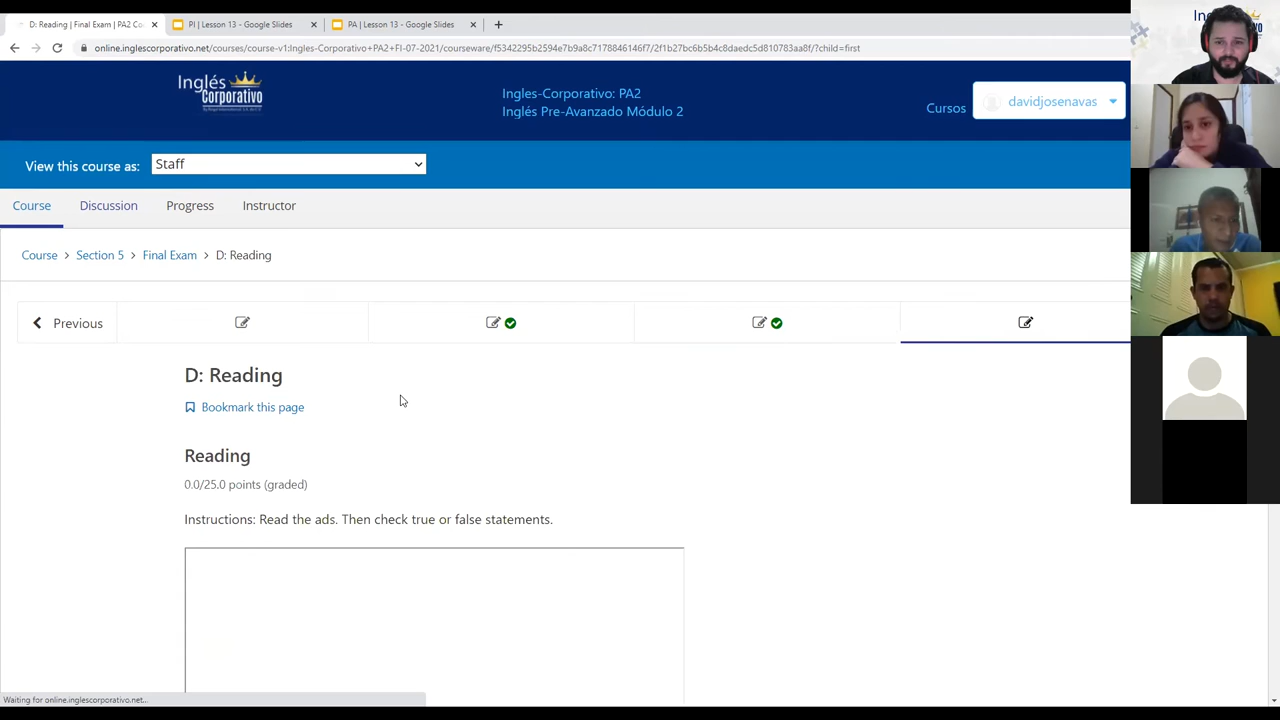 D: Reading | Final Exam | PA2 Co
PI | Lesson 13 - Google Slides
PA | Lesson 13 - Google Slides
online.inglescorporativo.net/courses/course-v1:Ingles-Corporativo+PA2+FI-07-2021/courseware/f5342295b2594e7b9a8c7178846146f7/2f1b27bc6b5b4c8daedc5d810783aa8f/?child=first
Inglés
Corporativo
Ingles-Corporativo: PA2
Inglés Pre-Avanzado Módulo 2
Cursos
davidjosenavas
View this course as:
Staff
Course
Discussion
Progress
Instructor
Course > Section 5 > Final Exam > D: Reading
Previous
D: Reading
Bookmark this page
Reading
0.0/25.0 points (graded)
Instructions: Read the ads. Then check true or false statements.
Waiting for online.inglescorporativo.net...